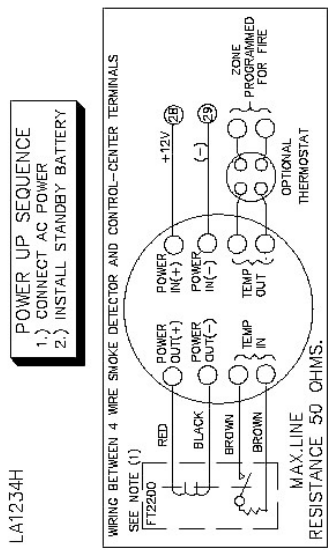 LA1234H
POWER UP SEQUENCE
1.) CONNECT AC POWER
2.) INSTALL STANDBY BATTERY
WIRING BETWEEN 4 WIRE SMOKE DETECTOR AND CONTROL-CENTER TERMINALS
SEE NOTE (1)
FT2200
RED
BLACK
BROWN
BROWN
POWER
OUT(+)
POWER
OUT(-)
TEMP
IN
POWER
IN(+)
POWER
IN(-)
TEMP
OUT
+12V
28
(-)
29
OPTIONAL
THERMOSTAT
ZONE
PROGRAMMED
FOR FIRE
MAX.LINE
RESISTANCE 50 OHMS.